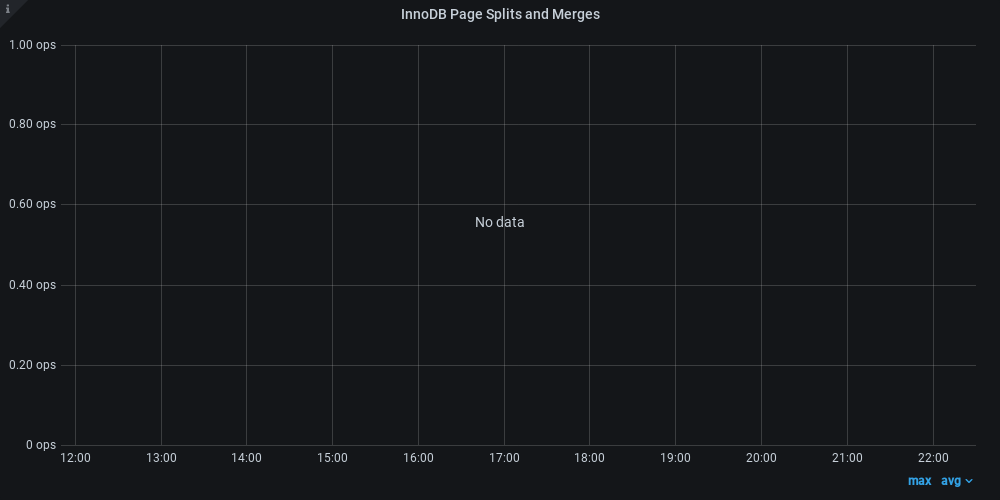 InnoDB Page Splits and Merges
1.00 ops
0.80 ops
0.60 ops
No data
0.40 ops
0.20 ops
0 ops
12:00 13:00 14:00 15:00 16:00 17:00 18:00 19:00 20:00 21:00 22:00
max avg